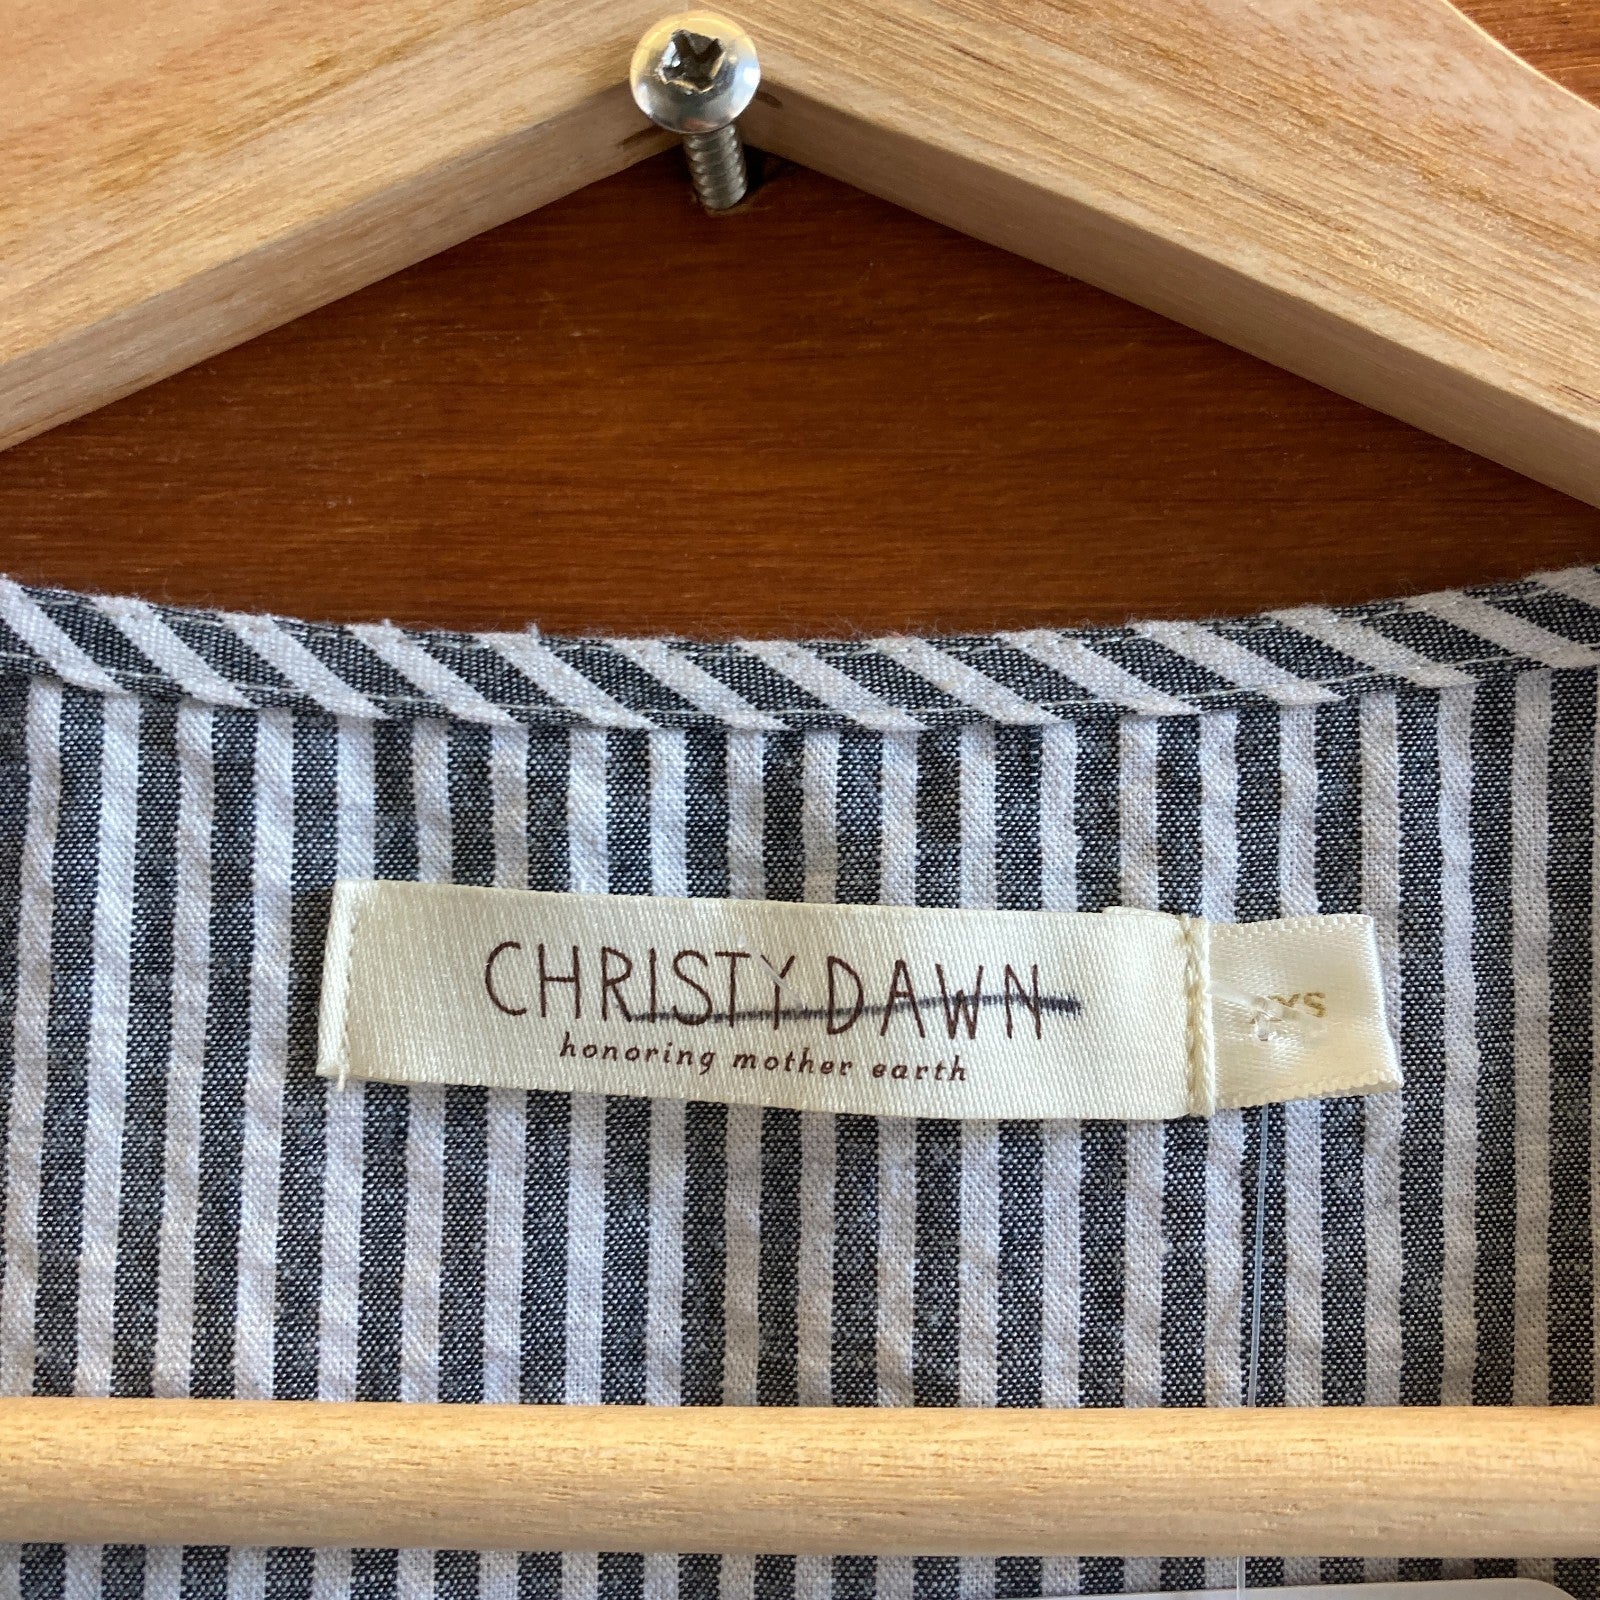 CHRISTY DAWN
honoring mother earth